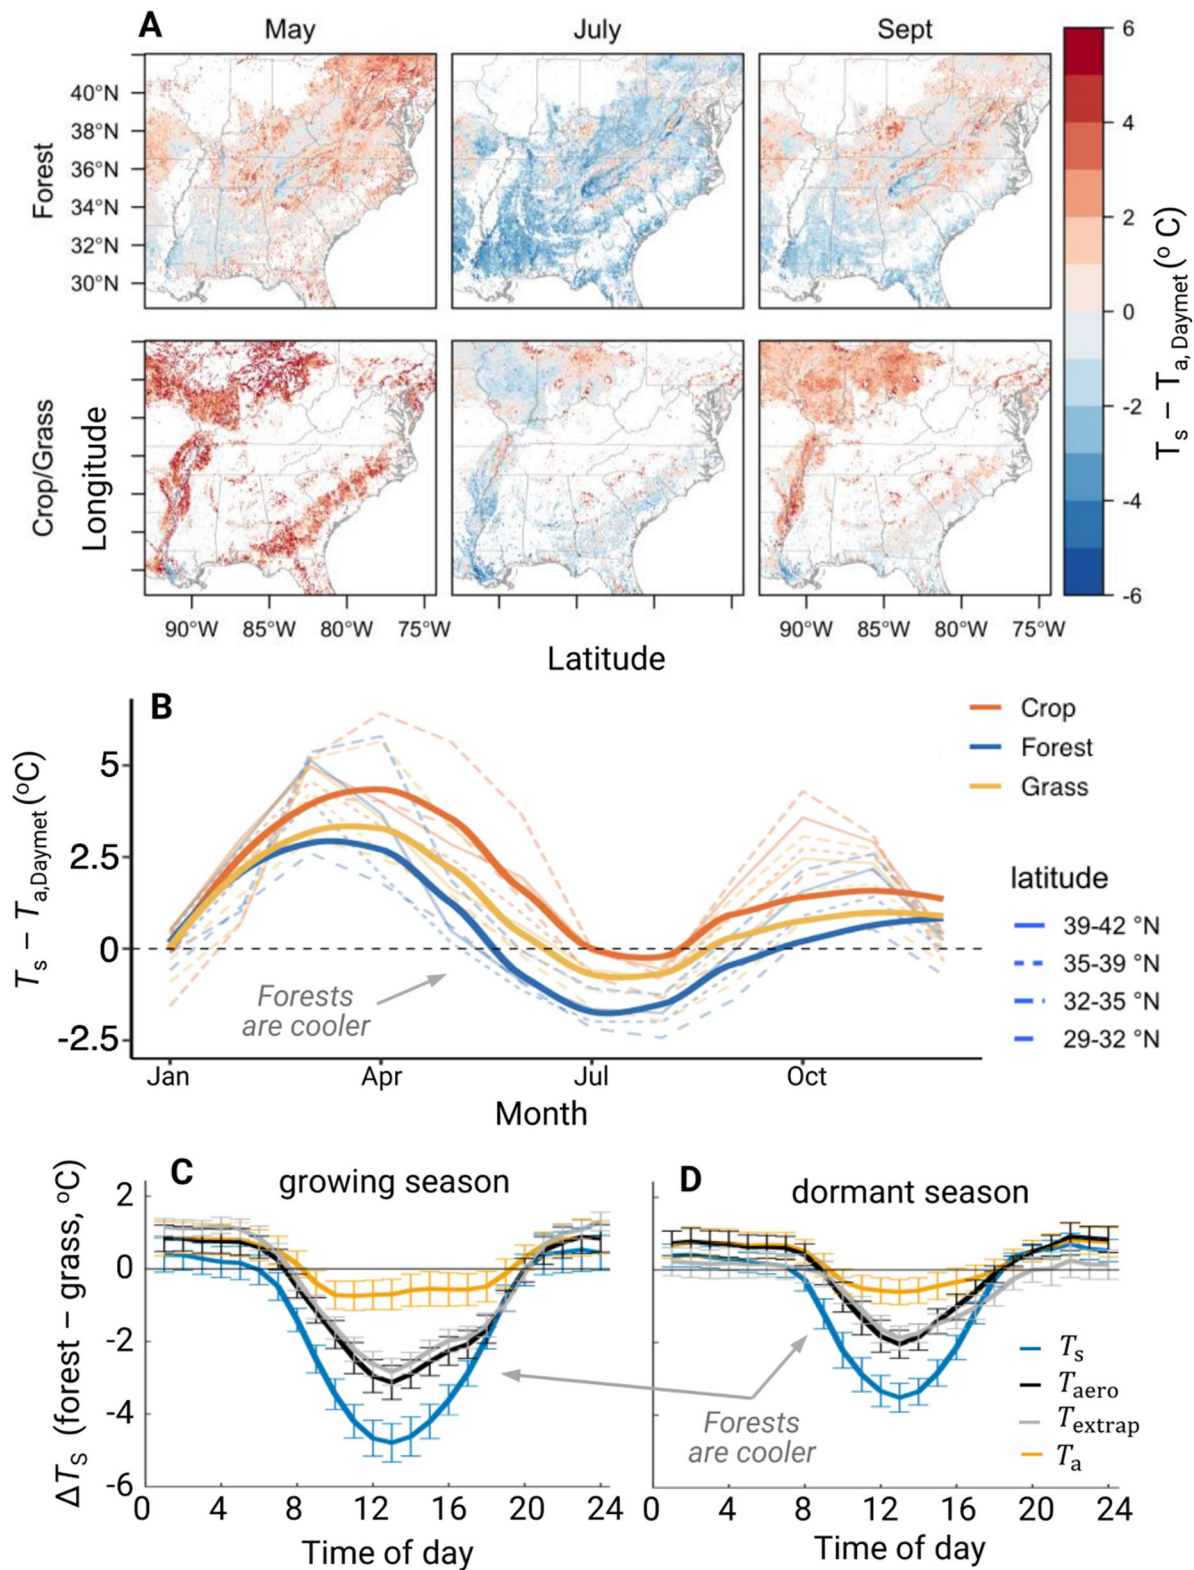 A
May
July
Sept
Forest
40°N
38°N
36°N
34°N
32°N
30°N
Crop/Grass
Longitude
90°W
85°W
80°W
75°W
90°W
85°W
80°W
75°W
Latitude
6
4
2
0
-2
-4
-6
Ts − Ta, Daymet (° C)
B
Ts − Ta,Daymet (°C)
5
2.5
0
-2.5
Forests
are cooler
Jan
Apr
Jul
Oct
Month
Crop
Forest
Grass
latitude
39-42 °N
35-39 °N
32-35 °N
29-32 °N
C
growing season
ΔTS (forest − grass, °C)
2
0
-2
-4
-6
0
4
8
12
16
20
24
Time of day
D
dormant season
Forests
are cooler
Ts
Taero
Textrap
Ta
0
4
8
12
16
20
24
Time of day